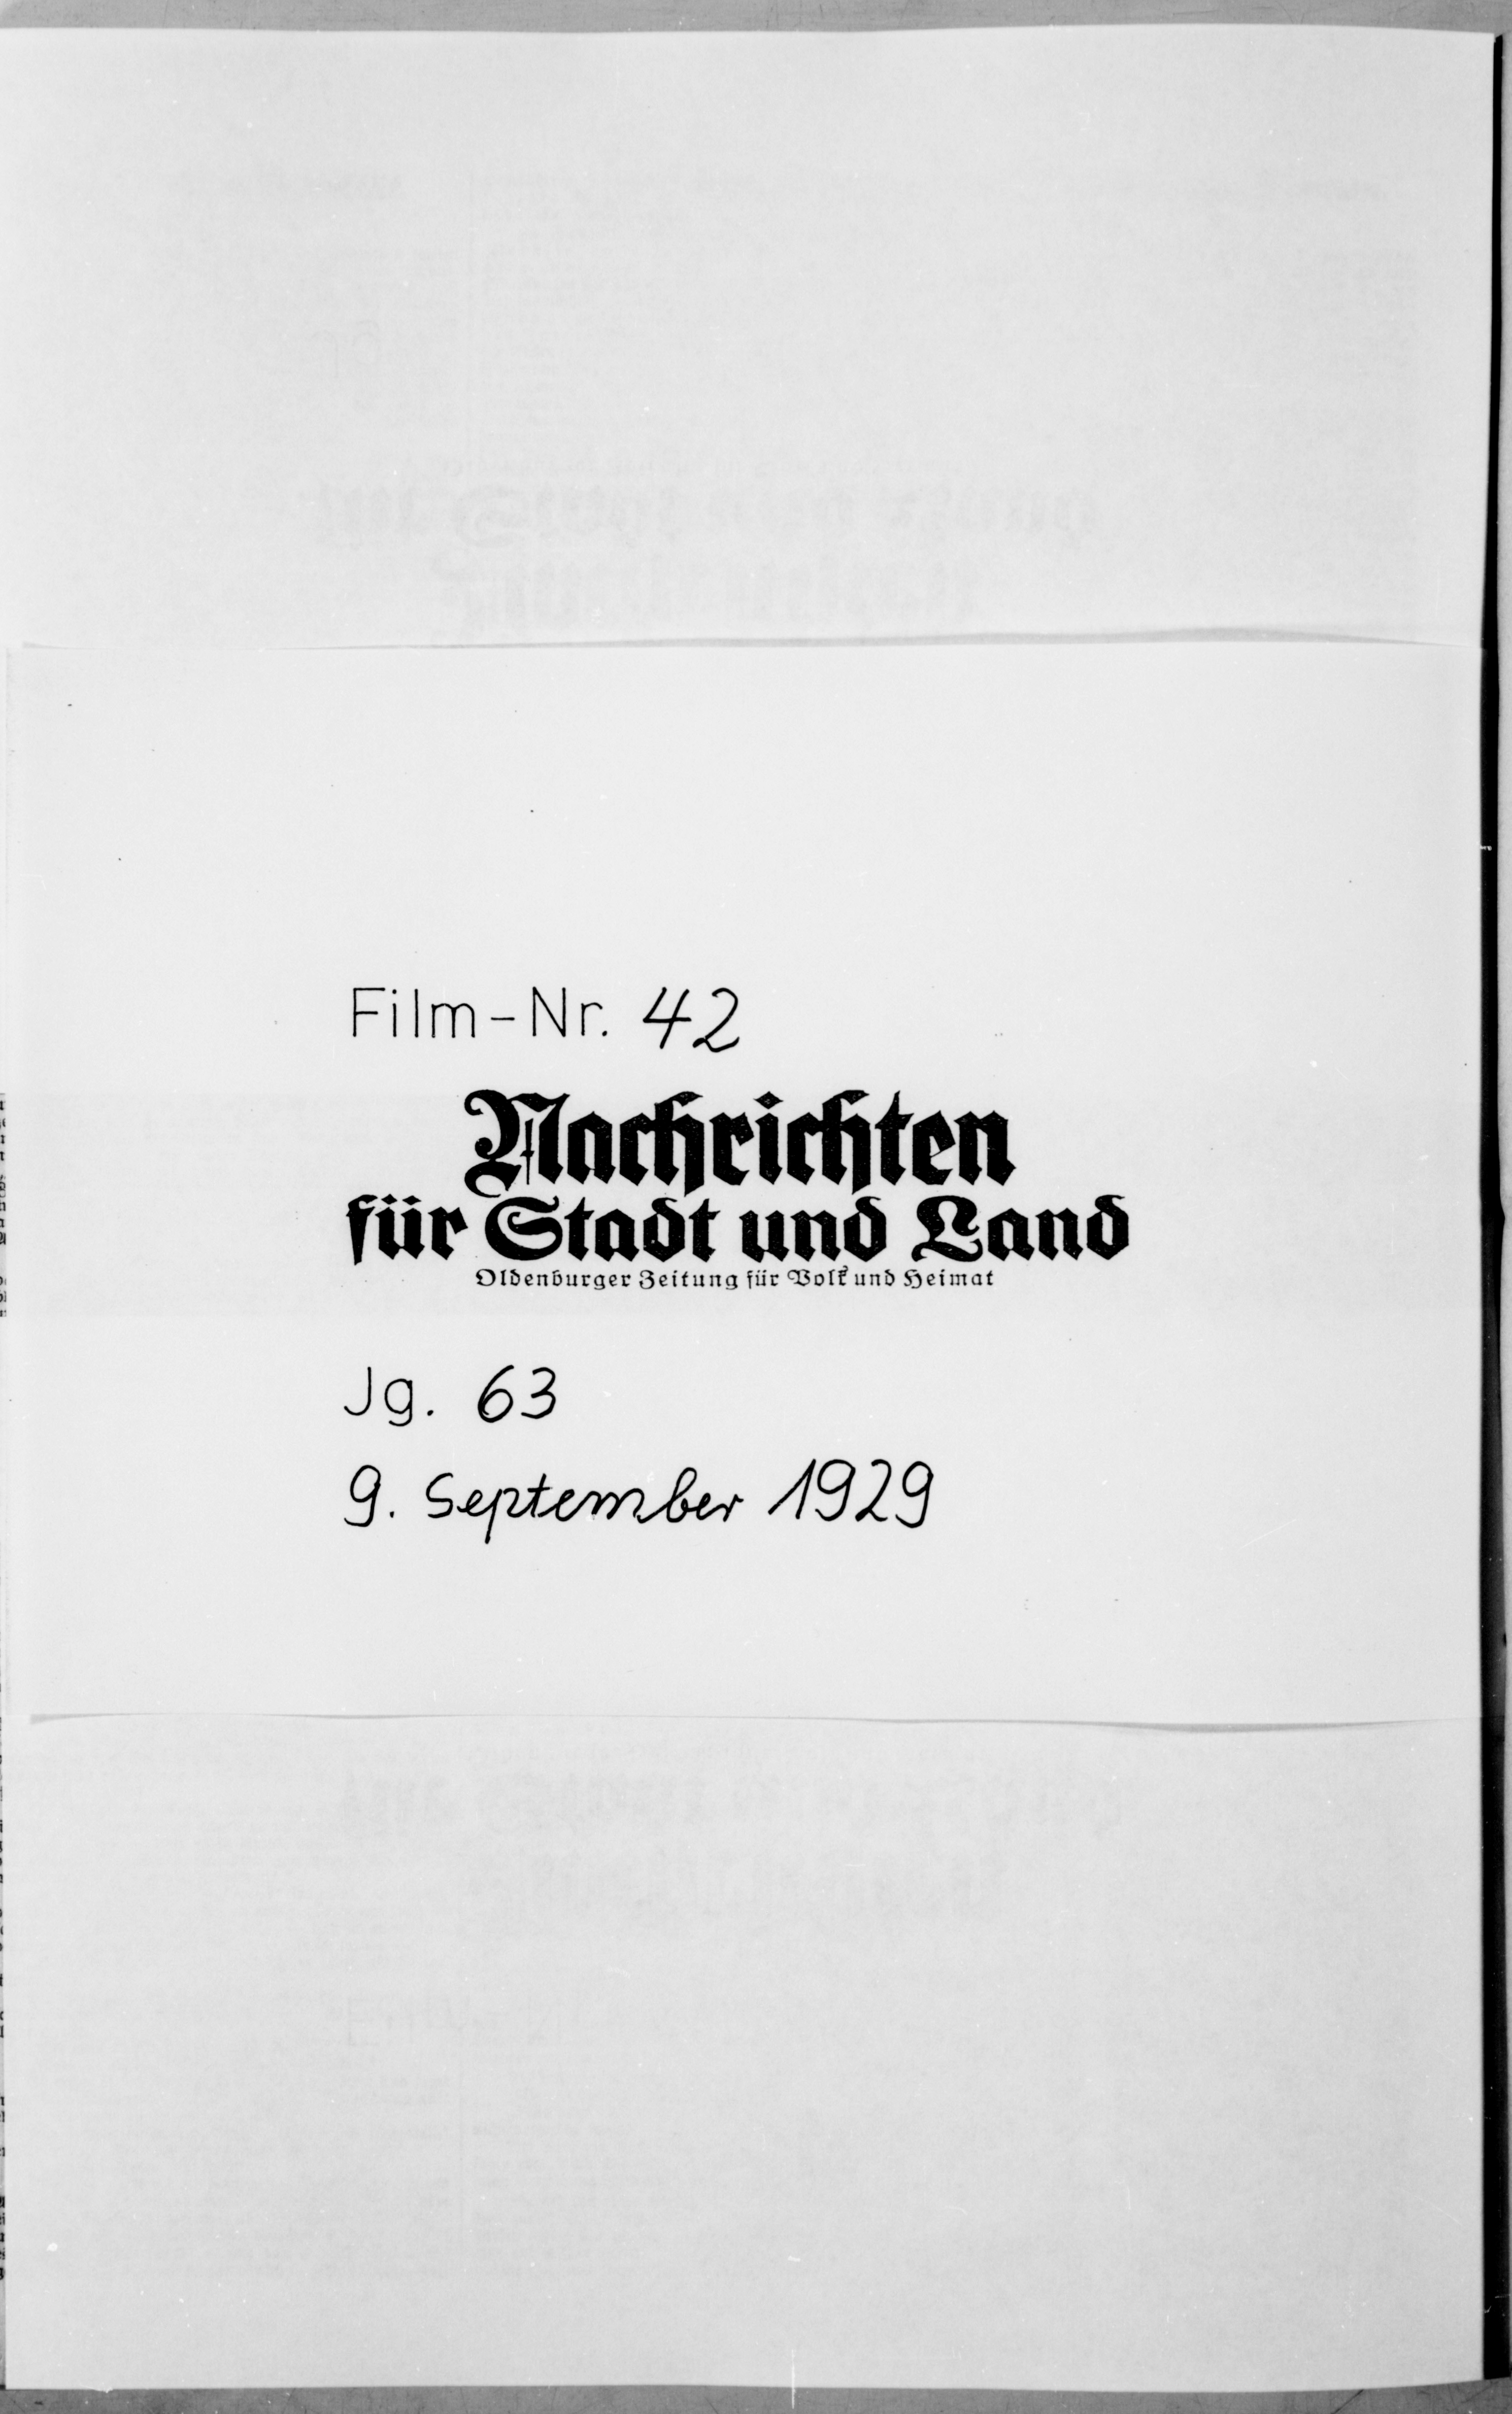 Film-Nr. 42
Nachrichten
für Stadt und Land
Oldenburger Zeitung für Volk und Heimat
Jg. 63
9. September 1929